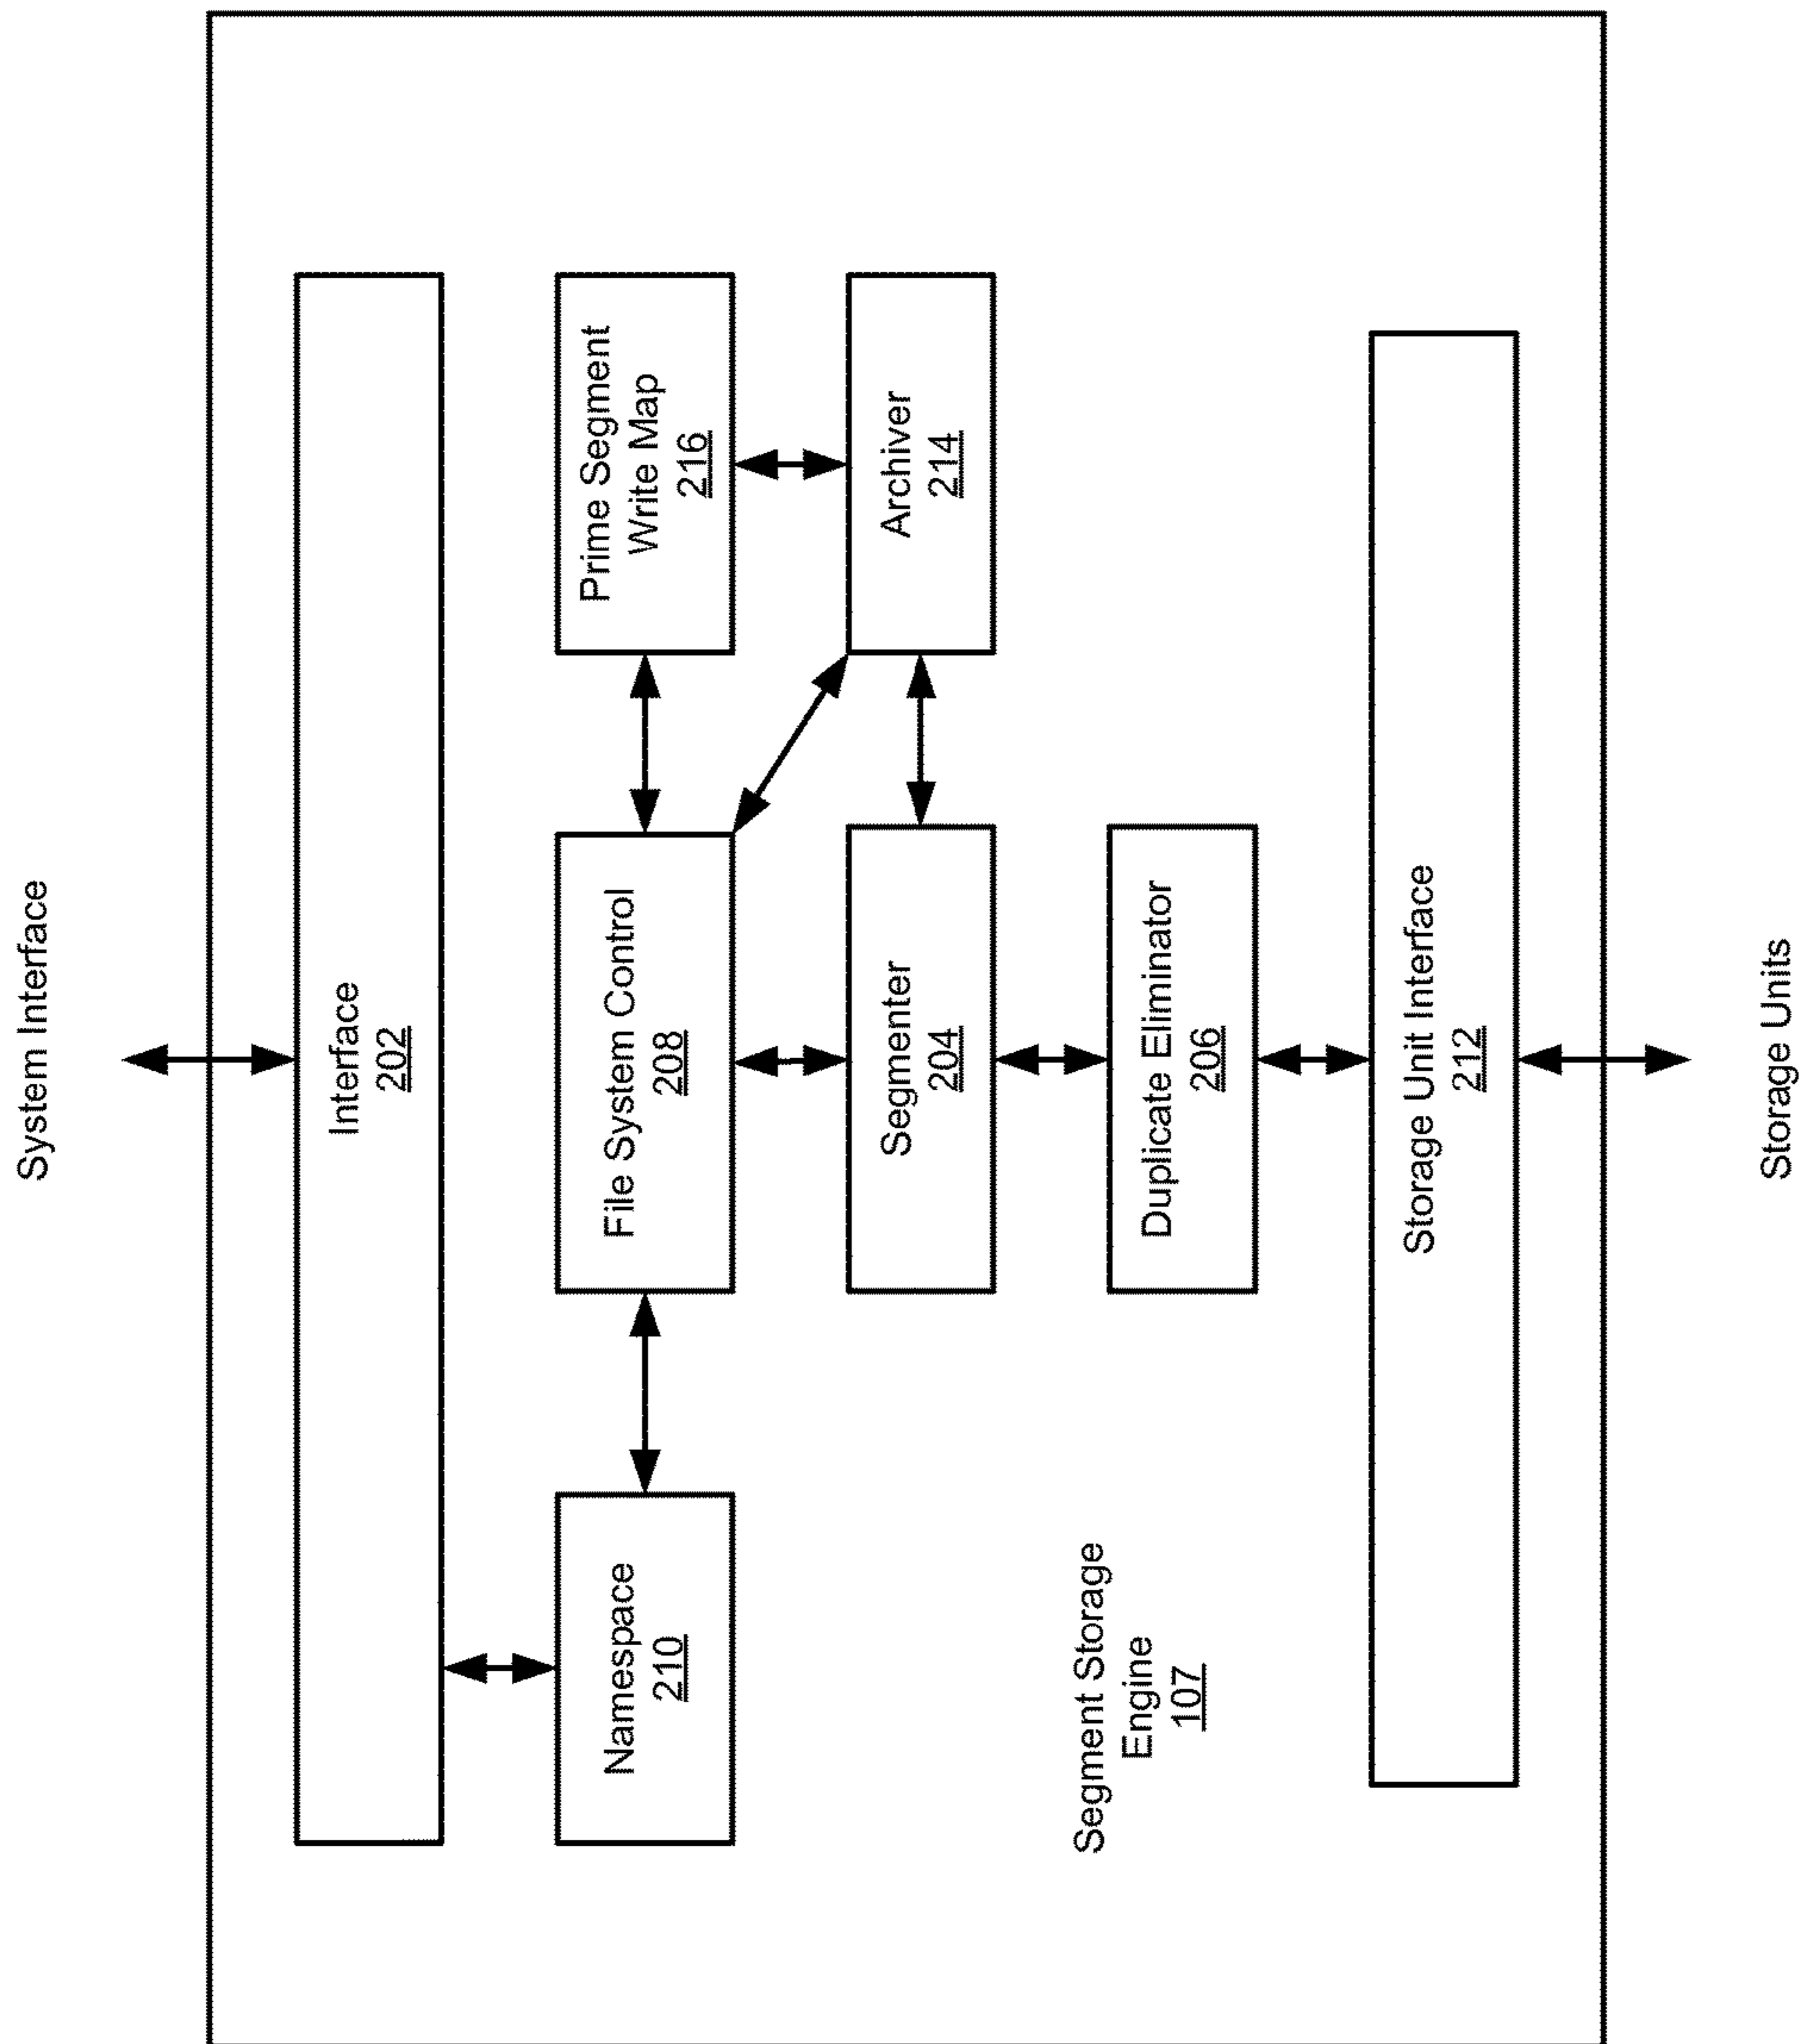 System Interface
Interface
202
Namespace
210
File System Control
208
Prime Segment
Write Map
216
Segmenter
204
Archiver
214
Segment Storage
Engine
107
Duplicate Eliminator
206
Storage Unit Interface
212
Storage Units